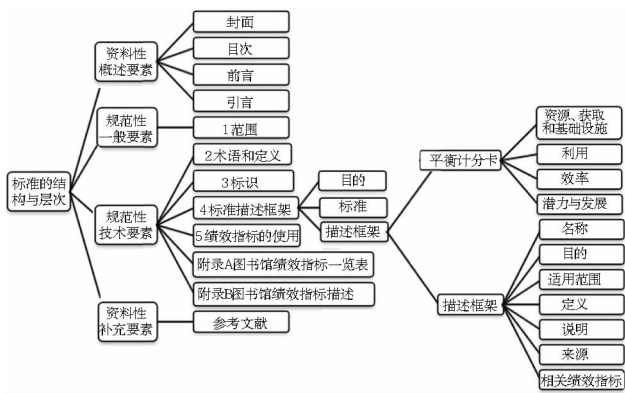 标准的结
构与层次
资料性
概述要素
封面
目次
前言
引言
规范性
一般要素
1范围
规范性
技术要素
2术语和定义
3标识
4标准描述框架
目的
标准
描述框架
平衡计分卡
资源、获取
和基础设施
利用
效率
潜力与发展
描述框架
名称
目的
适用范围
定义
说明
来源
相关绩效指标
5绩效指标的使用
附录A图书馆绩效指标一览表
附录B图书馆绩效指标描述
资料性
补充要素
参考文献